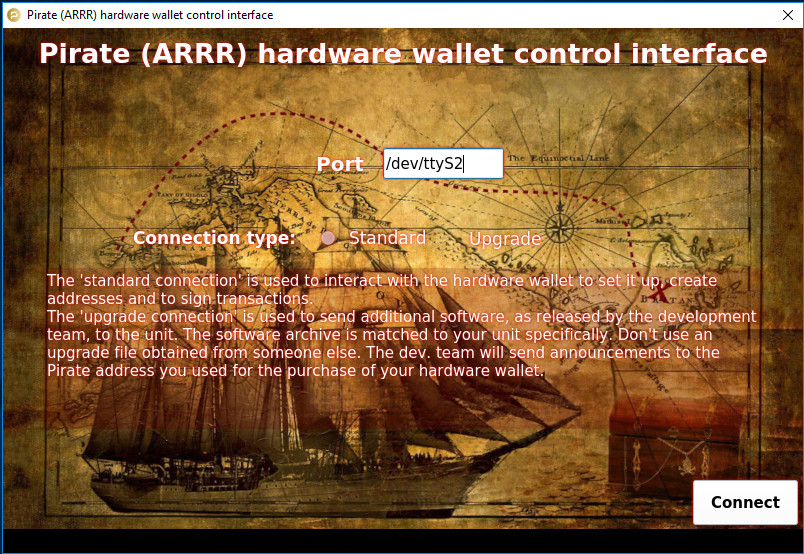 Pirate (ARRR) hardware wallet control interface
Pirate (ARRR) hardware wallet control interface
Port /dev/ttyS2
The Equinoctial Line
Connection type: Standard Upgrade
The 'standard connection' is used to interact with the hardware wallet to set it up, create
addresses and to sign transactions.
The 'upgrade connection' is used to send additional software, as released by the development
team, to the unit. The software archive is matched to your unit specifically. Don't use an
upgrade file obtained from someone else. The dev. team will send announcements to the
Pirate address you used for the purchase of your hardware wallet.
Connect